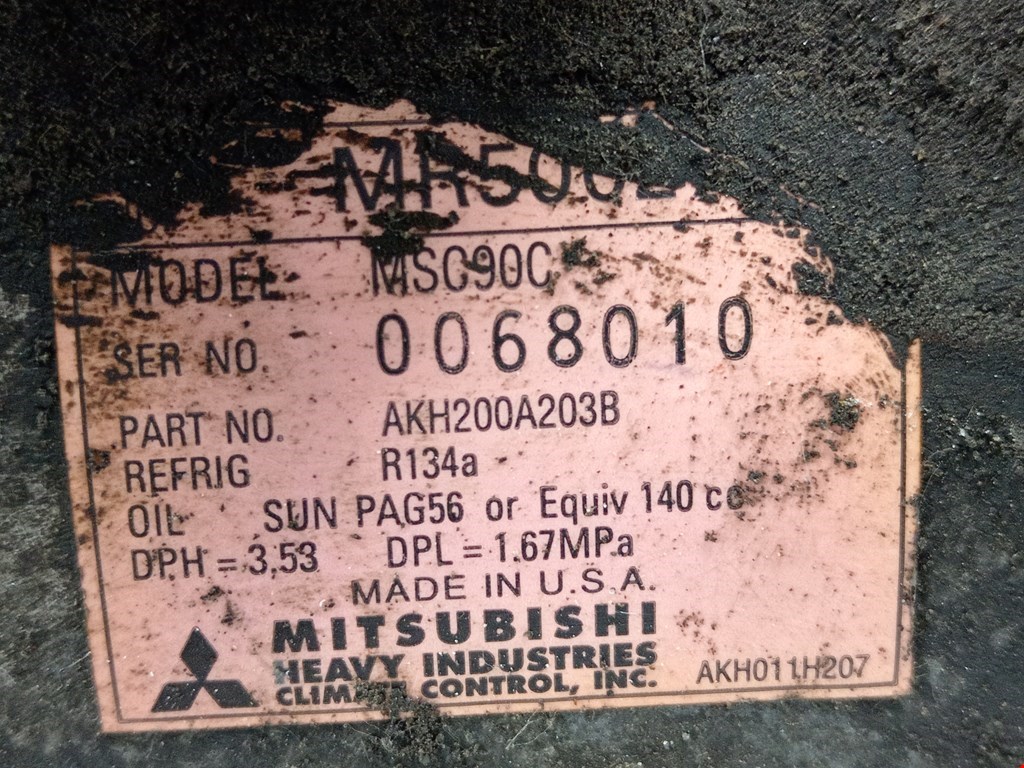 MODEL MSC90C
SER NO. 0068010
PART NO. AKH200A203B
REFRIG R134a
OIL SUN PAG56 or Equiv 140 cc
DPH = 3.53 DPL = 1.67MPa
MADE IN U.S.A.
MITSUBISHI
HEAVY INDUSTRIES
CLIMATE CONTROL, INC.
AKH011H207